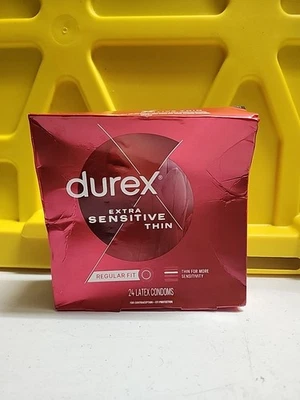 durex
EXTRA
SENSITIVE
THIN
REGULAR FIT
THIN FOR MORE
SENSITIVITY
24 LATEX CONDOMS